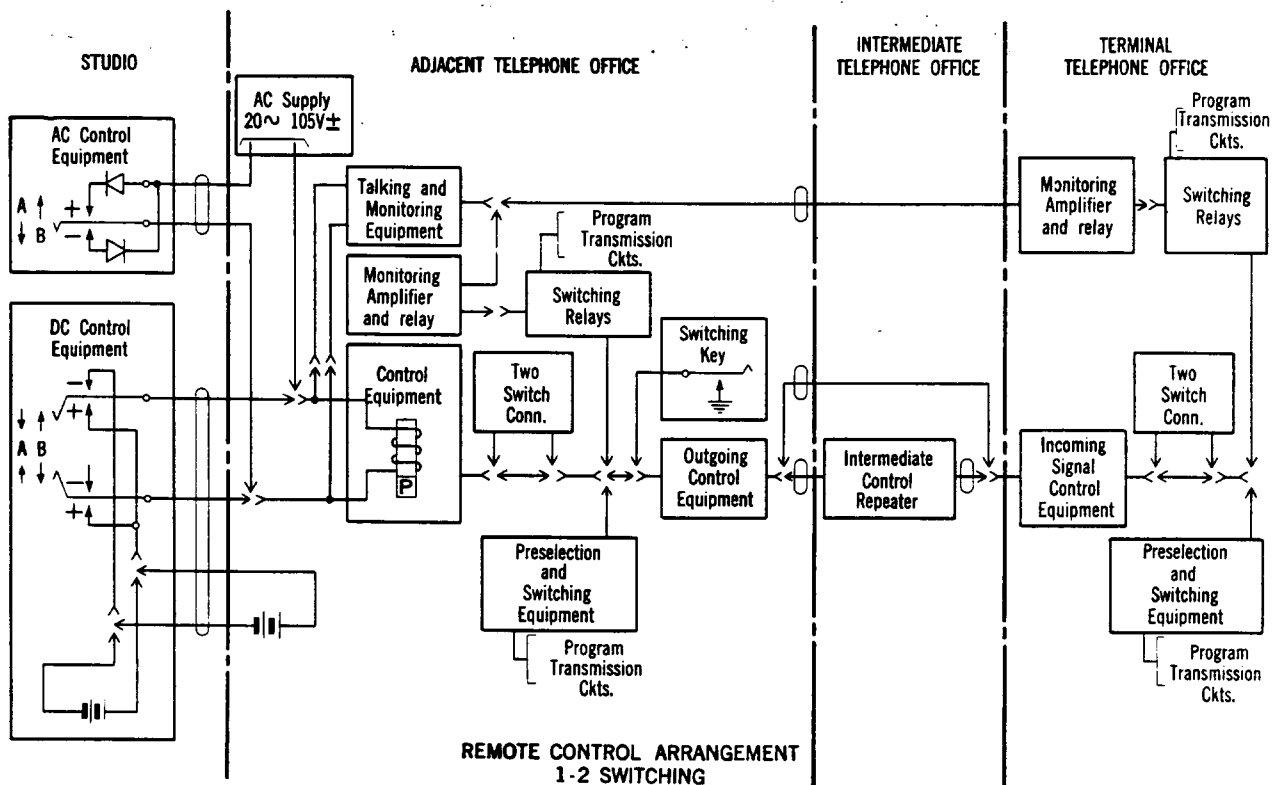 STUDIO
ADJACENT TELEPHONE OFFICE
INTERMEDIATE
TELEPHONE OFFICE
TERMINAL
TELEPHONE OFFICE
AC Control
Equipment
A
B
+
−
DC Control
Equipment
−
+
A B
−
+
AC Supply
20~ 105V±
Talking and
Monitoring
Equipment
Monitoring
Amplifier
and relay
Program
Transmission
Ckts.
Switching
Relays
Control
Equipment
P
Two
Switch
Conn.
Switching
Key
Outgoing
Control
Equipment
Preselection
and
Switching
Equipment
Program
Transmission
Ckts.
Intermediate
Control
Repeater
Program
Transmission
Ckts.
Monitoring
Amplifier
and relay
Switching
Relays
Two
Switch
Conn.
Incoming
Signal
Control
Equipment
Preselection
and
Switching
Equipment
Program
Transmission
Ckts.
REMOTE CONTROL ARRANGEMENT
1-2 SWITCHING